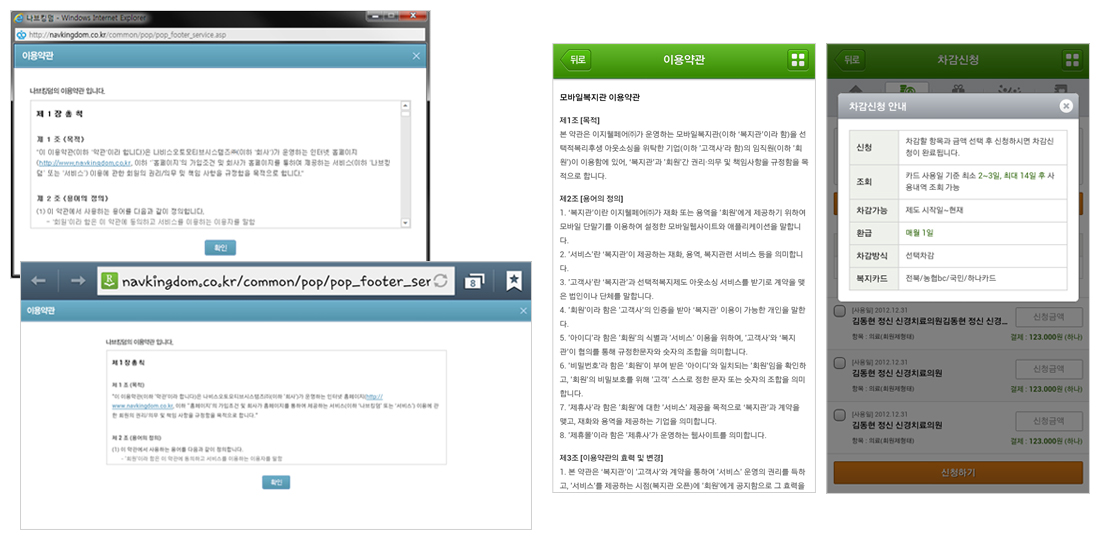 나브킹덤 - Windows Internet Explorer
http://navkingdom.co.kr/common/pop/pop_footer_service.asp
이용약관
나브킹덤의 이용약관 입니다.
제 1 장 총 칙
제 1 조 (목적)
"이 이용약관(이하 '약관'이라 합니다)은 나비스오토모티브시스템즈㈜(이하 '회사')가 운영하는 인터넷 홈페이지
(http://www.navkingdom.co.kr, 이하 ''홈페이지'의 가입조건 및 회사가 홈페이지를 통하여 제공하는 서비스(이하 '나브킹
덤' 또는 '서비스') 이용에 관한 회원의 권리/의무 및 책임 사항을 규정함을 목적으로 합니다."
제 2 조 (용어의 정의)
(1) 이 약관에서 사용하는 용어를 다음과 같이 정의합니다.
- '회원'이라 함은 이 약관에 동의하고 서비스를 이용하는 이용자를 말함
확인
navkingdom.co.kr/common/pop/pop_footer_ser
8
이용약관
나브킹덤의 이용약관 입니다.
제 1 장 총 칙
제 1 조 (목적)
"이 이용약관(이하 '약관'이라 합니다)은 나비스오토모티브시스템즈㈜(이하 '회사')가 운영하는 인터넷 홈페이지(http://
www.navkingdom.co.kr, 이하 ''홈페이지'의 가입조건 및 회사가 홈페이지를 통하여 제공하는 서비스(이하 '나브킹덤' 또는 '서비스') 이용에 관
한 회원의 권리/의무 및 책임 사항을 규정함을 목적으로 합니다."
제 2 조 (용어의 정의)
(1) 이 약관에서 사용하는 용어를 다음과 같이 정의합니다.
- '회원'이라 함은 이 약관에 동의하고 서비스를 이용하는 이용자를 말함
확인
뒤로
이용약관
모바일복지관 이용약관
제1조 [목적]
본 약관은 이지웰페어㈜가 운영하는 모바일복지관(이하 '복지관'이라 함)을 선
택적복리후생 아웃소싱을 위탁한 기업(이하 '고객사'라 함)의 임직원(이하 '회
원')이 이용함에 있어, '복지관'과 '회원'간 권리·의무 및 책임사항을 규정함을 목
적으로 합니다.
제2조 [용어의 정의]
1. '복지관'이란 이지웰페어㈜가 재화 또는 용역을 '회원'에게 제공하기 위하여
모바일 단말기를 이용하여 설정한 모바일웹사이트와 애플리케이션을 말합니
다.
2. '서비스'란 '복지관'이 제공하는 재화, 용역, 복지관련 서비스 등을 의미합니
다.
3. '고객사'란 '복지관'과 선택적복지제도 아웃소싱 서비스를 받기로 계약을 맺
은 법인이나 단체를 말합니다.
4. '회원'이라 함은 '고객사'의 인증을 받아 '복지관' 이용이 가능한 개인을 말한
다.
5. '아이디'라 함은 '회원'의 식별과 '서비스' 이용을 위하여, '고객사'와 '복지
관'이 협의를 통해 규정한문자와 숫자의 조합을 의미합니다.
6. '비밀번호'라 함은 '회원'이 부여 받은 '아이디'와 일치되는 '회원'임을 확인하
고, '회원'의 비밀보호를 위해 '고객' 스스로 정한 문자 또는 숫자의 조합을 의미
합니다.
7. '제휴사'라 함은 '회원'에 대한 '서비스' 제공을 목적으로 '복지관'과 계약을
맺고, 재화와 용역을 제공하는 기업을 의미합니다.
8. '제휴몰'이라 함은 '제휴사'가 운영하는 웹사이트를 의미합니다.
제3조 [이용약관의 효력 및 변경]
1. 본 약관은 '복지관'이 '고객사'와 계약을 통하여 '서비스' 운영의 권리를 득하
고, '서비스'를 제공하는 시점(복지관 오픈)에 '회원'에게 공지함으로 그 효력을
뒤로
차감신청
차감신청 안내
신청 차감할 항목과 금액 선택 후 신청하시면 차감신
청이 완료됩니다.
조회 카드 사용일 기준 최소 2~3일, 최대 14일 후 사
용내역 조회 가능
차감가능 제도 시작일~현재
환급 매월 1일
차감방식 선택차감
복지카드 전북/농협bc/국민/하나카드
[사용일] 2012.12.31
김동현 정신 신경치료의원김동현 정신 신경... 신청금액
항목 : 의료(회원제형태) 결제 : 123.000원 (하나)
[사용일] 2012.12.31
김동현 정신 신경치료의원 신청금액
항목 : 의료(회원제형태) 결제 : 123.000원 (하나)
[사용일] 2012.12.31
김동현 정신 신경치료의원 신청금액
항목 : 의료(회원제형태) 결제 : 123.000원 (하나)
신청하기